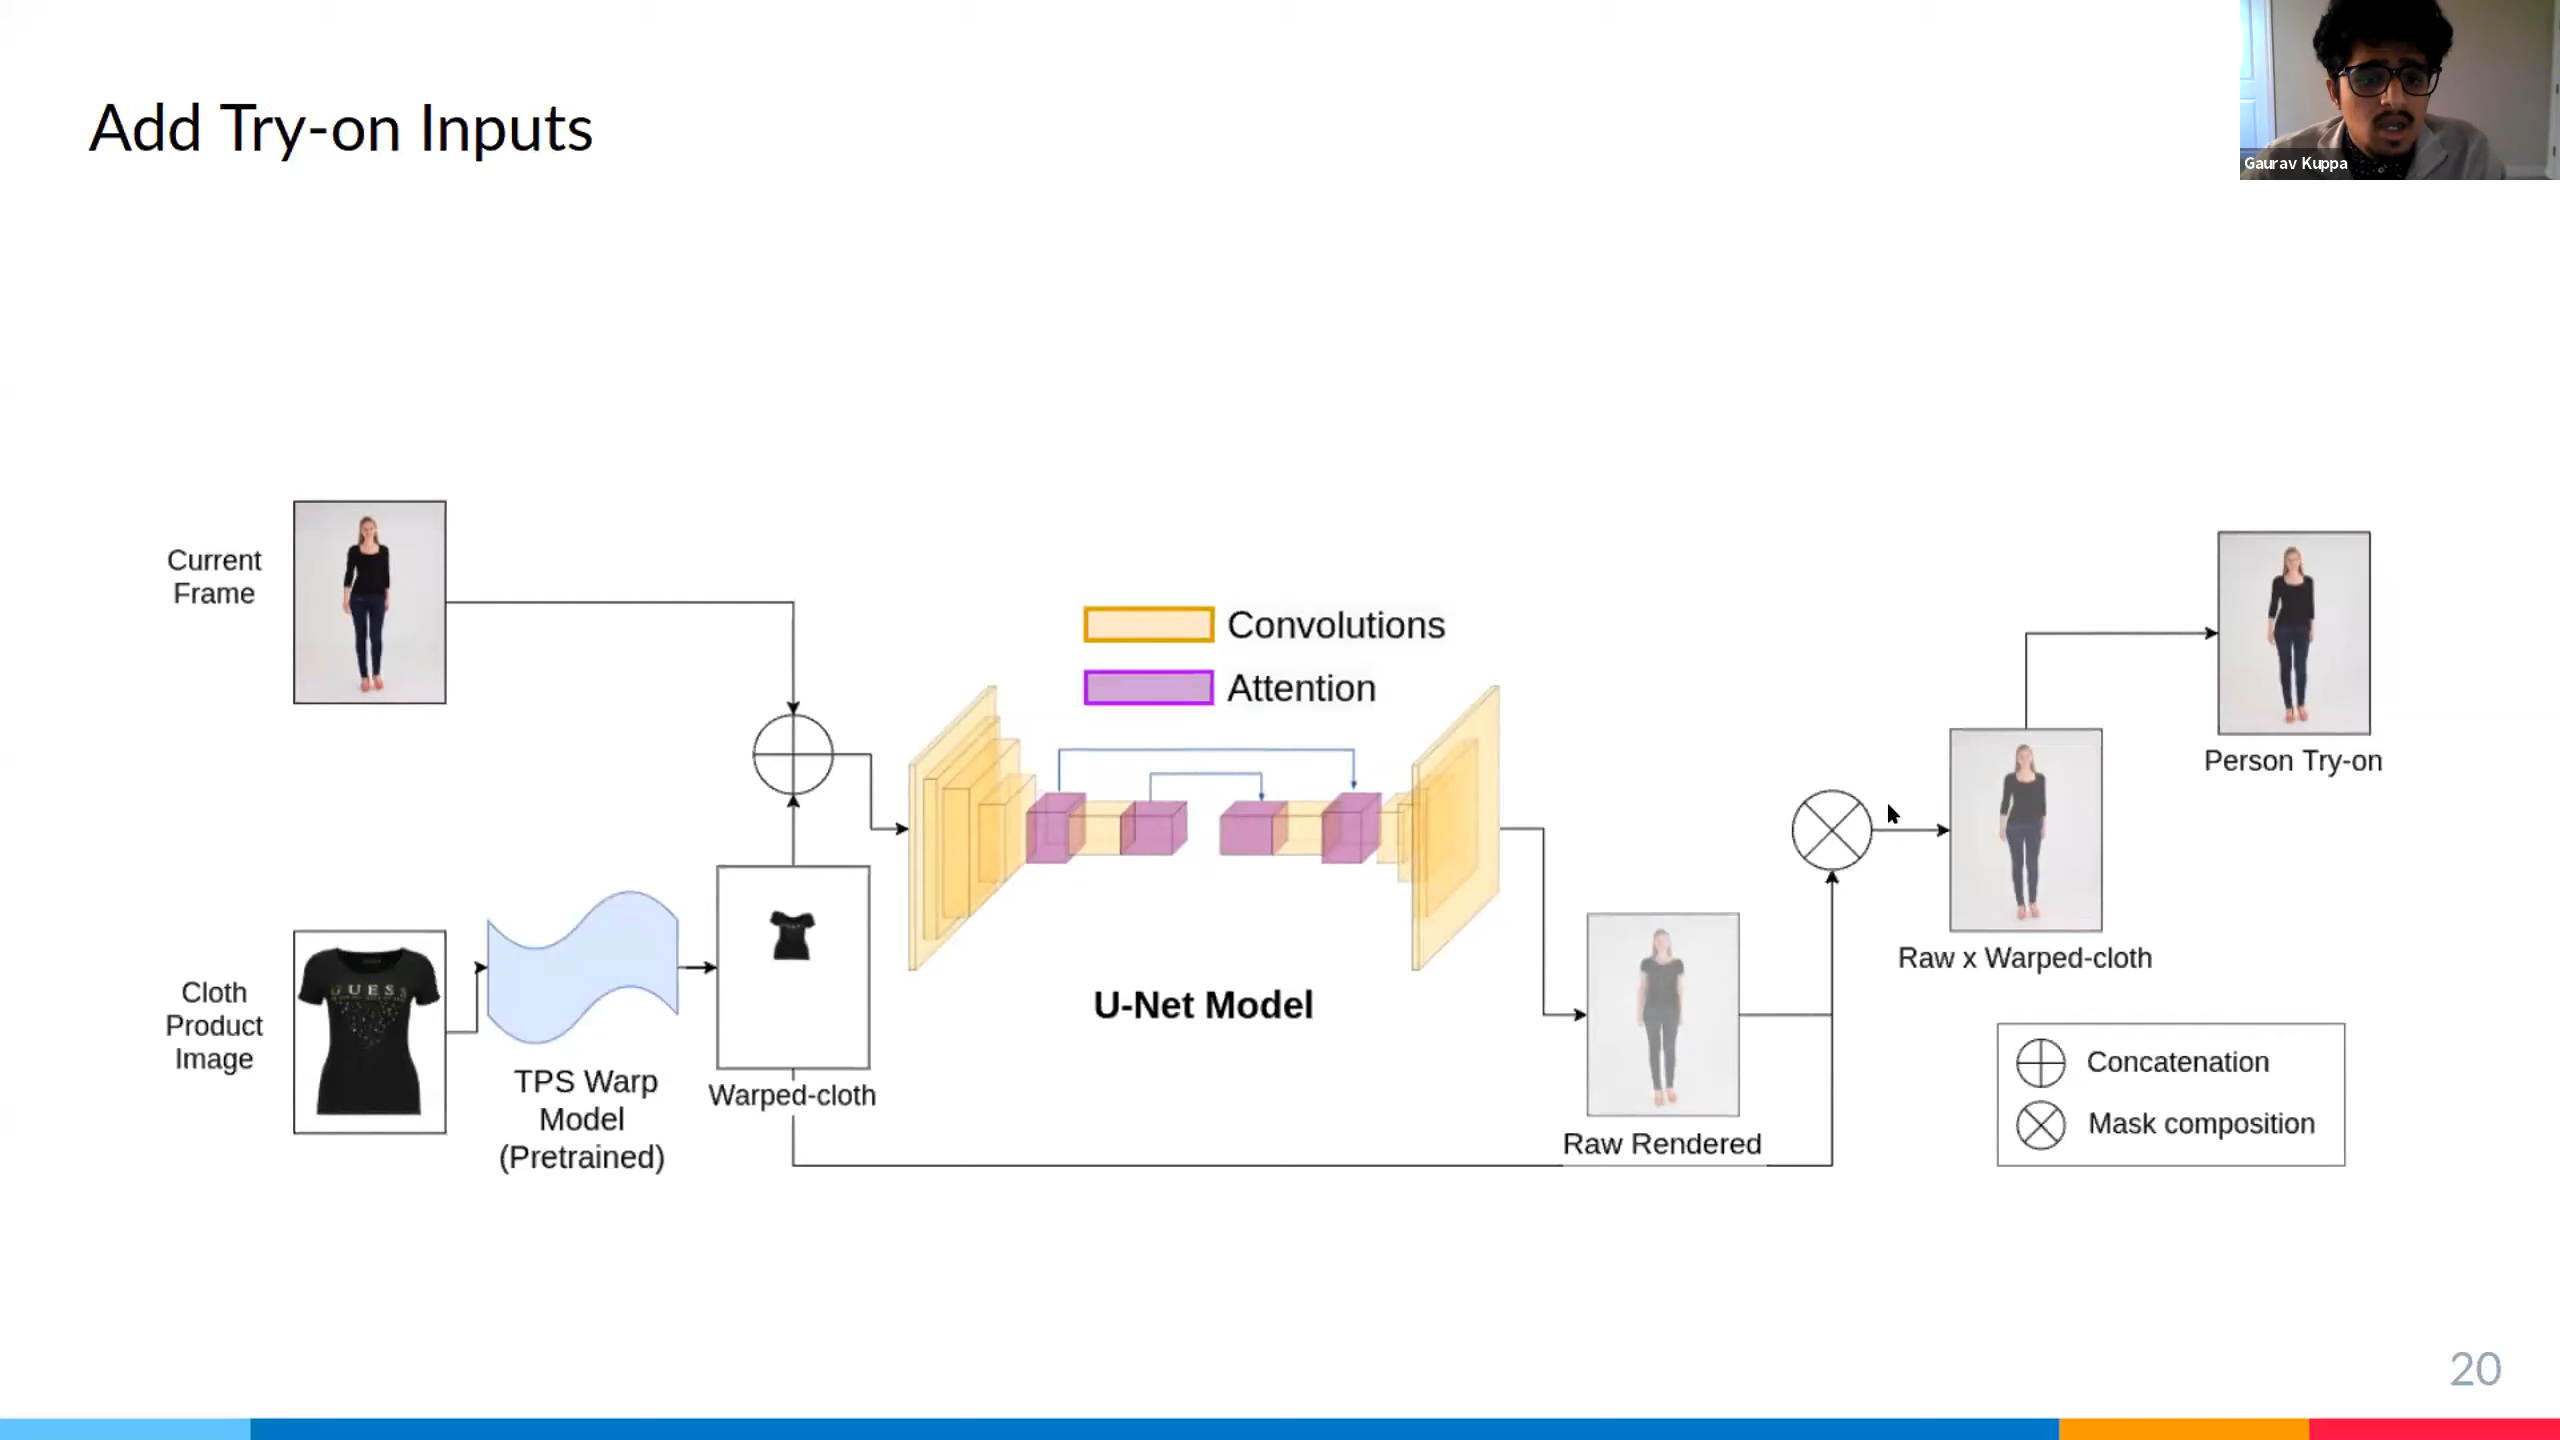 Add Try-on Inputs
Gaurav Kuppa
Current
Frame
Convolutions
Attention
Person Try-on
Cloth
Product
Image
GUESS
TPS Warp
Model
(Pretrained)
Warped-cloth
U-Net Model
Raw Rendered
Raw x Warped-cloth
Concatenation
Mask composition
20